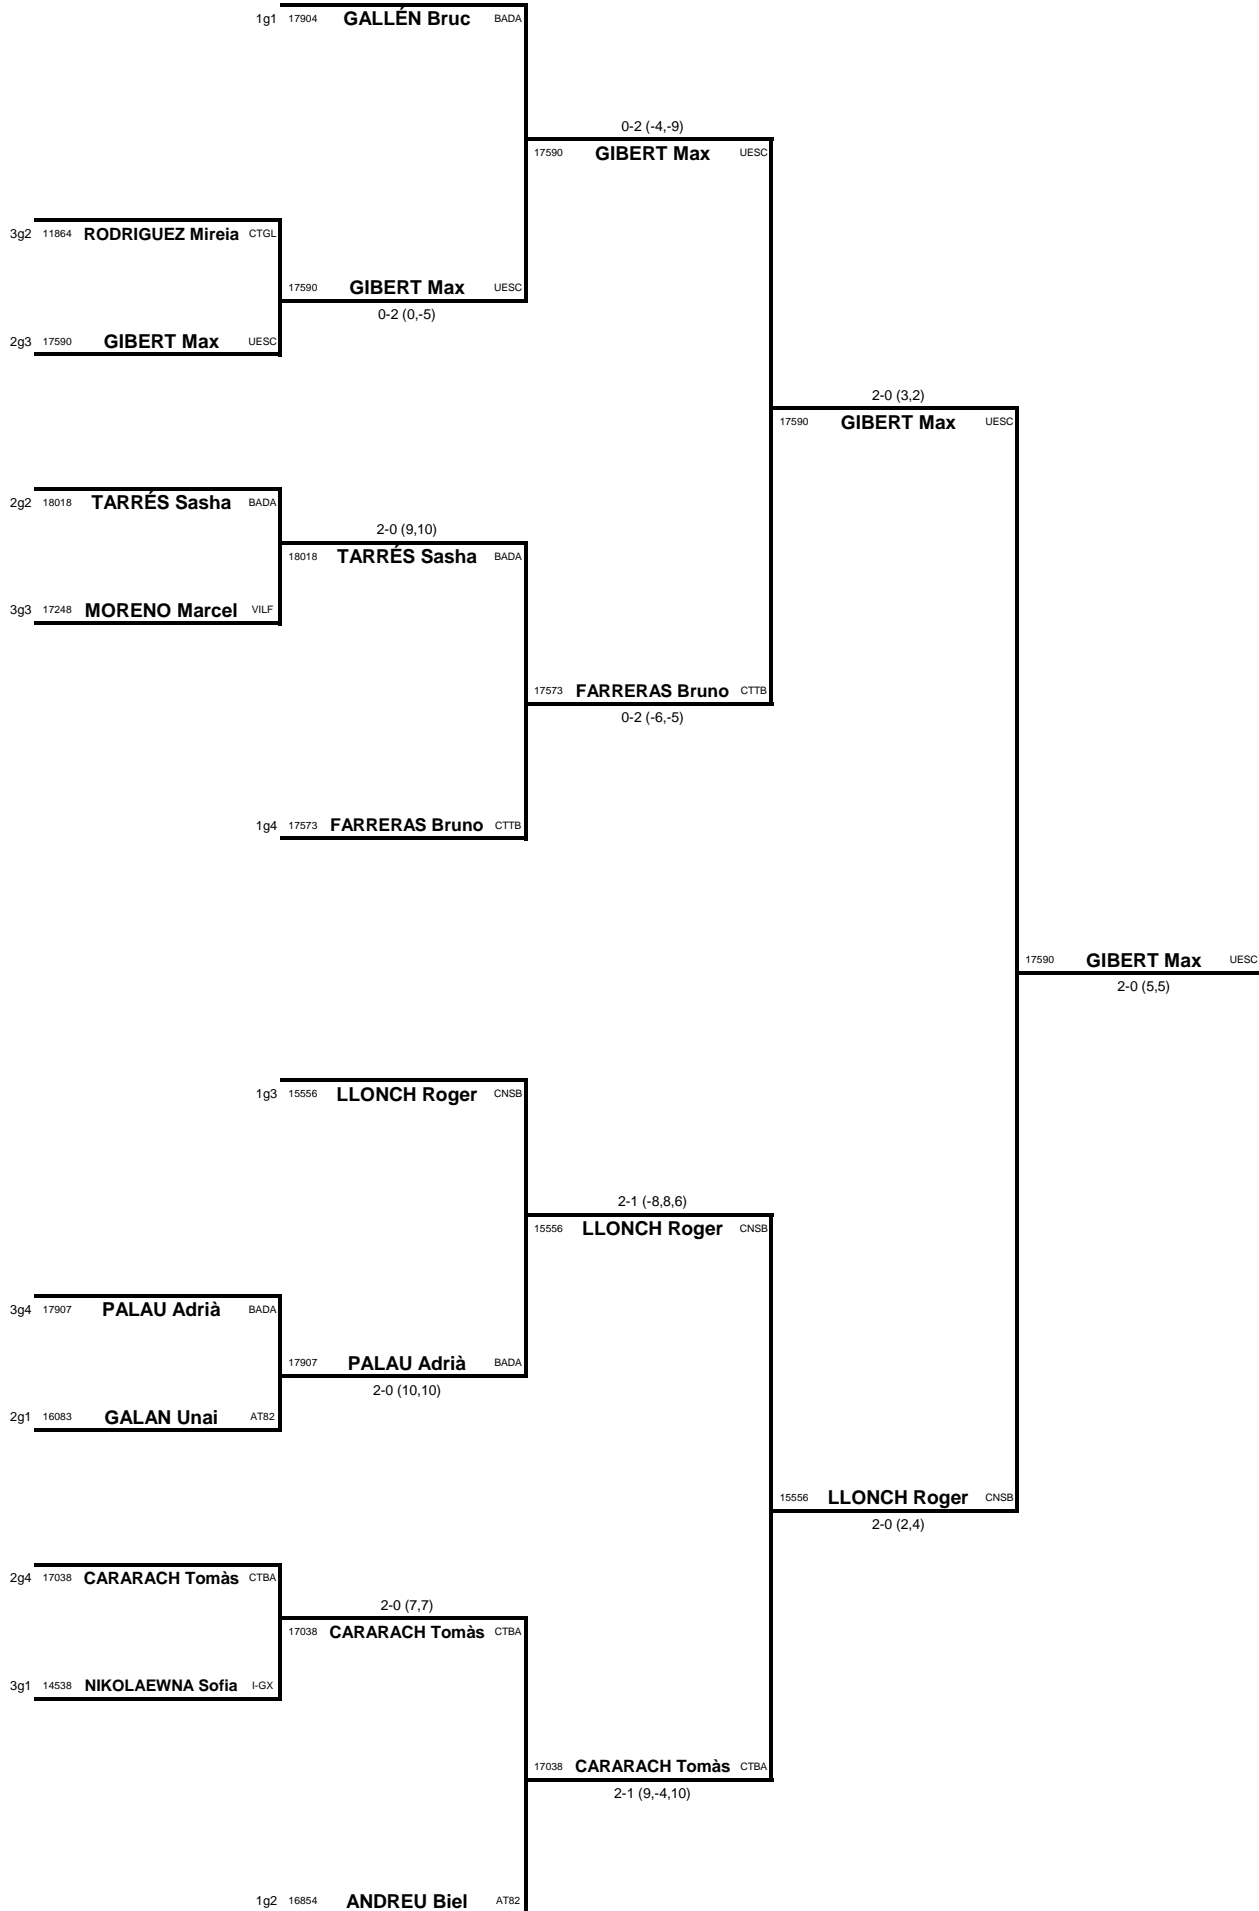 1g1 17904 GALLÉN Bruc BADA
0-2 (-4,-9)
17590 GIBERT Max UESC
3g2 11864 RODRIGUEZ Mireia CTGL
17590 GIBERT Max UESC
0-2 (0,-5)
2g3 17590 GIBERT Max UESC
2-0 (3,2)
17590 GIBERT Max UESC
2g2 18018 TARRÉS Sasha BADA
2-0 (9,10)
18018 TARRÉS Sasha BADA
3g3 17248 MORENO Marcel VILF
17573 FARRERAS Bruno CTTB
0-2 (-6,-5)
1g4 17573 FARRERAS Bruno CTTB
17590 GIBERT Max UESC
2-0 (5,5)
1g3 15556 LLONCH Roger CNSB
2-1 (-8,8,6)
15556 LLONCH Roger CNSB
3g4 17907 PALAU Adrià BADA
17907 PALAU Adrià BADA
2-0 (10,10)
2g1 16083 GALAN Unai AT82
15556 LLONCH Roger CNSB
2-0 (2,4)
2g4 17038 CARARACH Tomàs CTBA
2-0 (7,7)
17038 CARARACH Tomàs CTBA
3g1 14538 NIKOLAEWNA Sofia I-GX
17038 CARARACH Tomàs CTBA
2-1 (9,-4,10)
1g2 16854 ANDREU Biel AT82